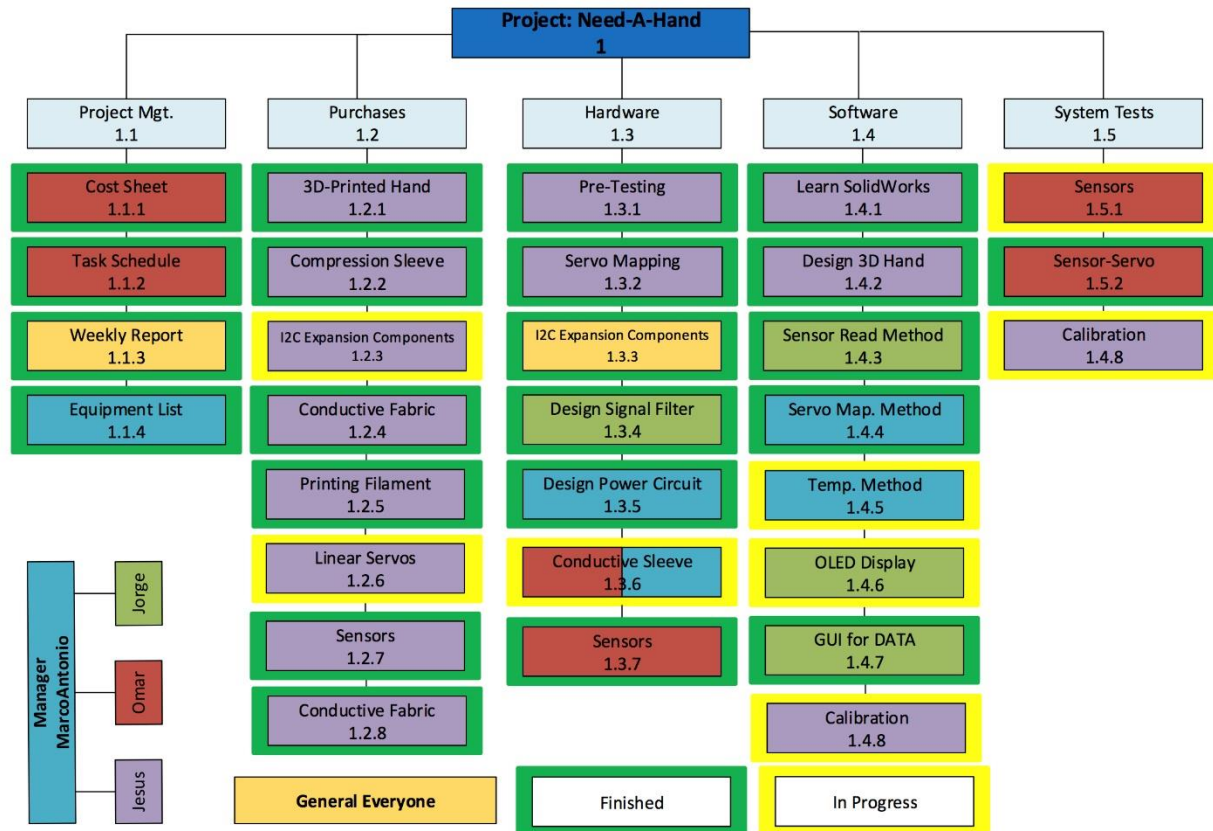 Project: Need-A-Hand
1
Project Mgt.
1.1
Purchases
1.2
Hardware
1.3
Software
1.4
System Tests
1.5
Cost Sheet
1.1.1
Task Schedule
1.1.2
Weekly Report
1.1.3
Equipment List
1.1.4
3D-Printed Hand
1.2.1
Compression Sleeve
1.2.2
I2C Expansion Components
1.2.3
Conductive Fabric
1.2.4
Printing Filament
1.2.5
Linear Servos
1.2.6
Sensors
1.2.7
Conductive Fabric
1.2.8
Pre-Testing
1.3.1
Servo Mapping
1.3.2
I2C Expansion Components
1.3.3
Design Signal Filter
1.3.4
Design Power Circuit
1.3.5
Conductive Sleeve
1.3.6
Sensors
1.3.7
Learn SolidWorks
1.4.1
Design 3D Hand
1.4.2
Sensor Read Method
1.4.3
Servo Map. Method
1.4.4
Temp. Method
1.4.5
OLED Display
1.4.6
GUI for DATA
1.4.7
Calibration
1.4.8
Sensors
1.5.1
Sensor-Servo
1.5.2
Calibration
1.4.8
Manager
MarcoAntonio
Jorge
Omar
Jesus
General Everyone
Finished
In Progress